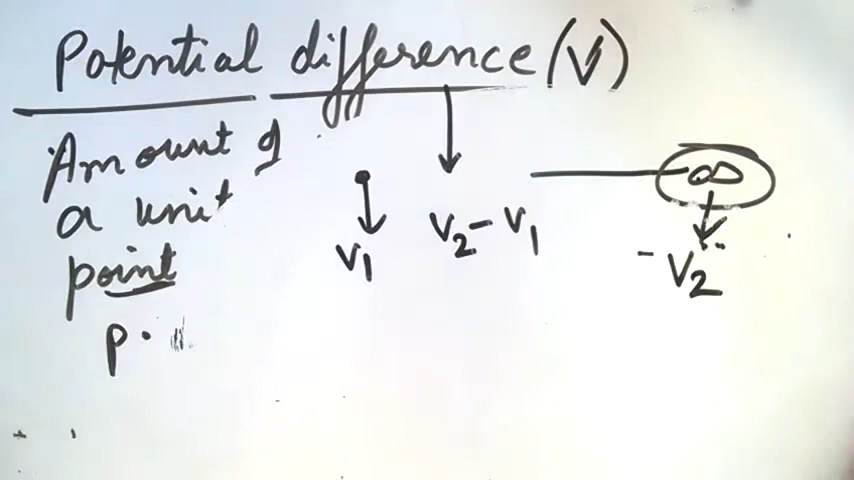 Potential difference (V)
Amount of
a unit
point
p.
V1
V2 - V1
∞
- V2